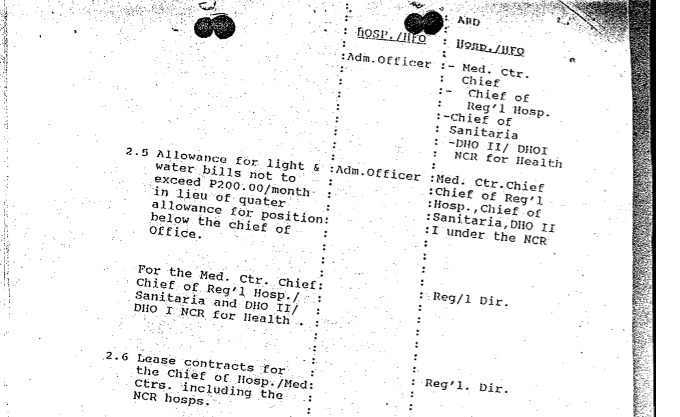 : ARD
: HOSP./HFO : Hosp./HFO
:Adm.Officer :- Med. Ctr.
Chief
:- Chief of
Reg'l Hosp.
:-Chief of
Sanitaria
: -DHO II/ DHOI
NCR for Health
2.5 Allowance for light & :Adm.Officer :Med. Ctr.Chief
water bills not to : :Chief of Reg'l
exceed P200.00/month : :Hosp.,Chief of
in lieu of quater : :Sanitaria,DHO II
allowance for position: :I under the NCR
below the chief of :
Office. :
For the Med. Ctr. Chief: : Reg/l Dir.
Chief of Reg'l Hosp./ :
Sanitaria and DHO II/ :
DHO I NCR for Health . :
2.6 Lease contracts for : : Reg'l. Dir.
the Chief of Hosp./Med: :
Ctrs. including the : :
NCR hosps. : :